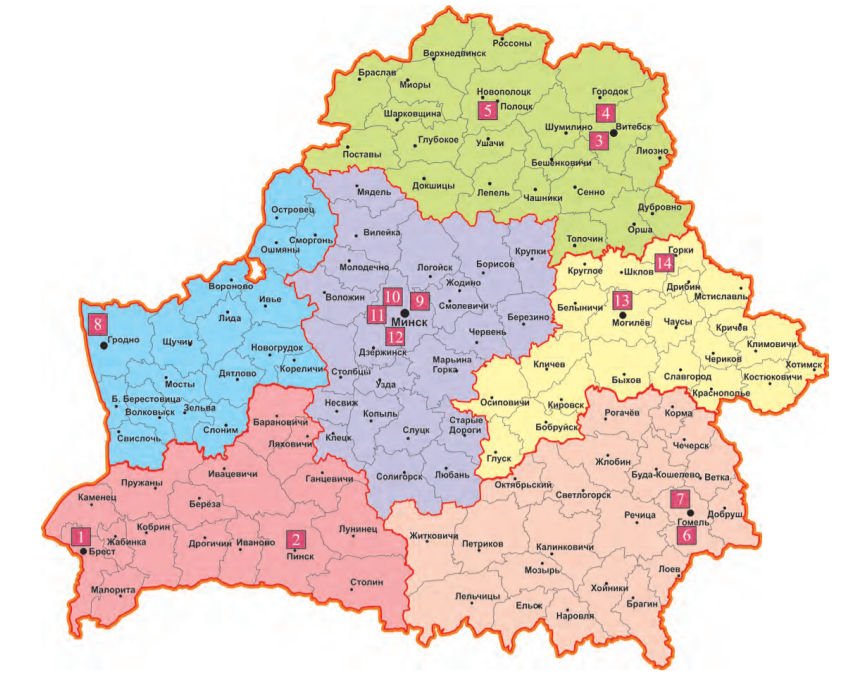 Россоны
Верхнедвинск
Браслав
Миоры
Новополоцк
Городок
5
Полоцк
4
Шарковщина
Шумилино
Витебск
3
Глубокое
Ушачи
Поставы
Бешенковичи
Лиозно
Докшицы
Лепель
Чашники
Сенно
Мядель
Дубровно
Орша
Островец
Вилейка
Сморгонь
Ошмяны
Толочин
Крупки
Горки
Молодечно
Логойск
Борисов
Круглое
Шклов
14
Вороново
Жодино
Дрибин
Ивье
Воложин
10
9
Смолевичи
Белыничи
13
Мстиславль
8
Лида
11
Минск
Березино
Могилёв
Чаусы
Кричев
Гродно
Щучин
12
Червень
Климовичи
Новогрудок
Дзержинск
Марьина
Горка
Чериков
Хотимск
Дятлово
Кореличи
Столбцы
Кличев
Мосты
Узда
Быхов
Славгород
Костюковичи
Краснополье
Б. Берестовица
Несвиж
Осиповичи
Кировск
Волковыск
Зельва
Копыль
Рогачёв
Корма
Барановичи
Старые
Дороги
Бобруйск
Слоним
Свислочь
Клецк
Слуцк
Ляховичи
Чечерск
Глуск
Жлобин
Ивацевичи
Ганцевичи
Солигорск
Любань
Буда-Кошелево
Ветка
Пружаны
Октябрьский
Каменец
Светлогорск
7
Берёза
Добруш
Речица
Гомель
Кобрин
Лунинец
6
1
Жабинка
Дрогичин
Иваново
2
Житковичи
Петриков
Брест
Пинск
Калинковичи
Мозырь
Лоев
Столин
Хойники
Малорита
Лельчицы
Ельск
Брагин
Наровля